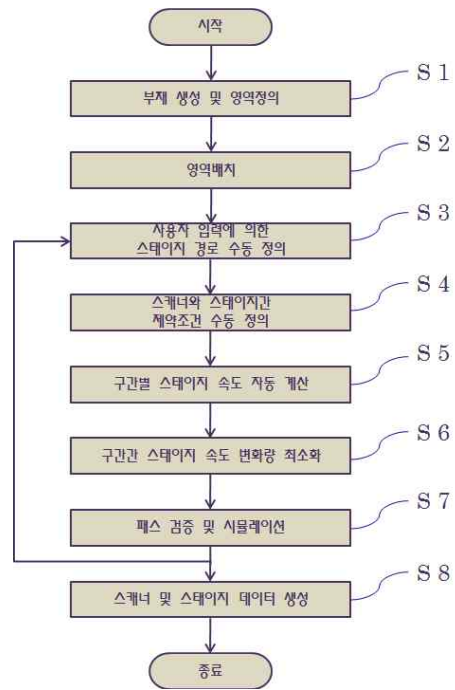 시작
부재 생성 및 영역정의
S 1
영역배치
S 2
사용자 입력에 의한
스테이지 경로 수동 정의
S 3
스캐너와 스테이지간
제약조건 수동 정의
S 4
구간별 스테이지 속도 자동 계산
S 5
구간간 스테이지 속도 변화량 최소화
S 6
패스 검증 및 시뮬레이션
S 7
스캐너 및 스테이지 데이터 생성
S 8
종료